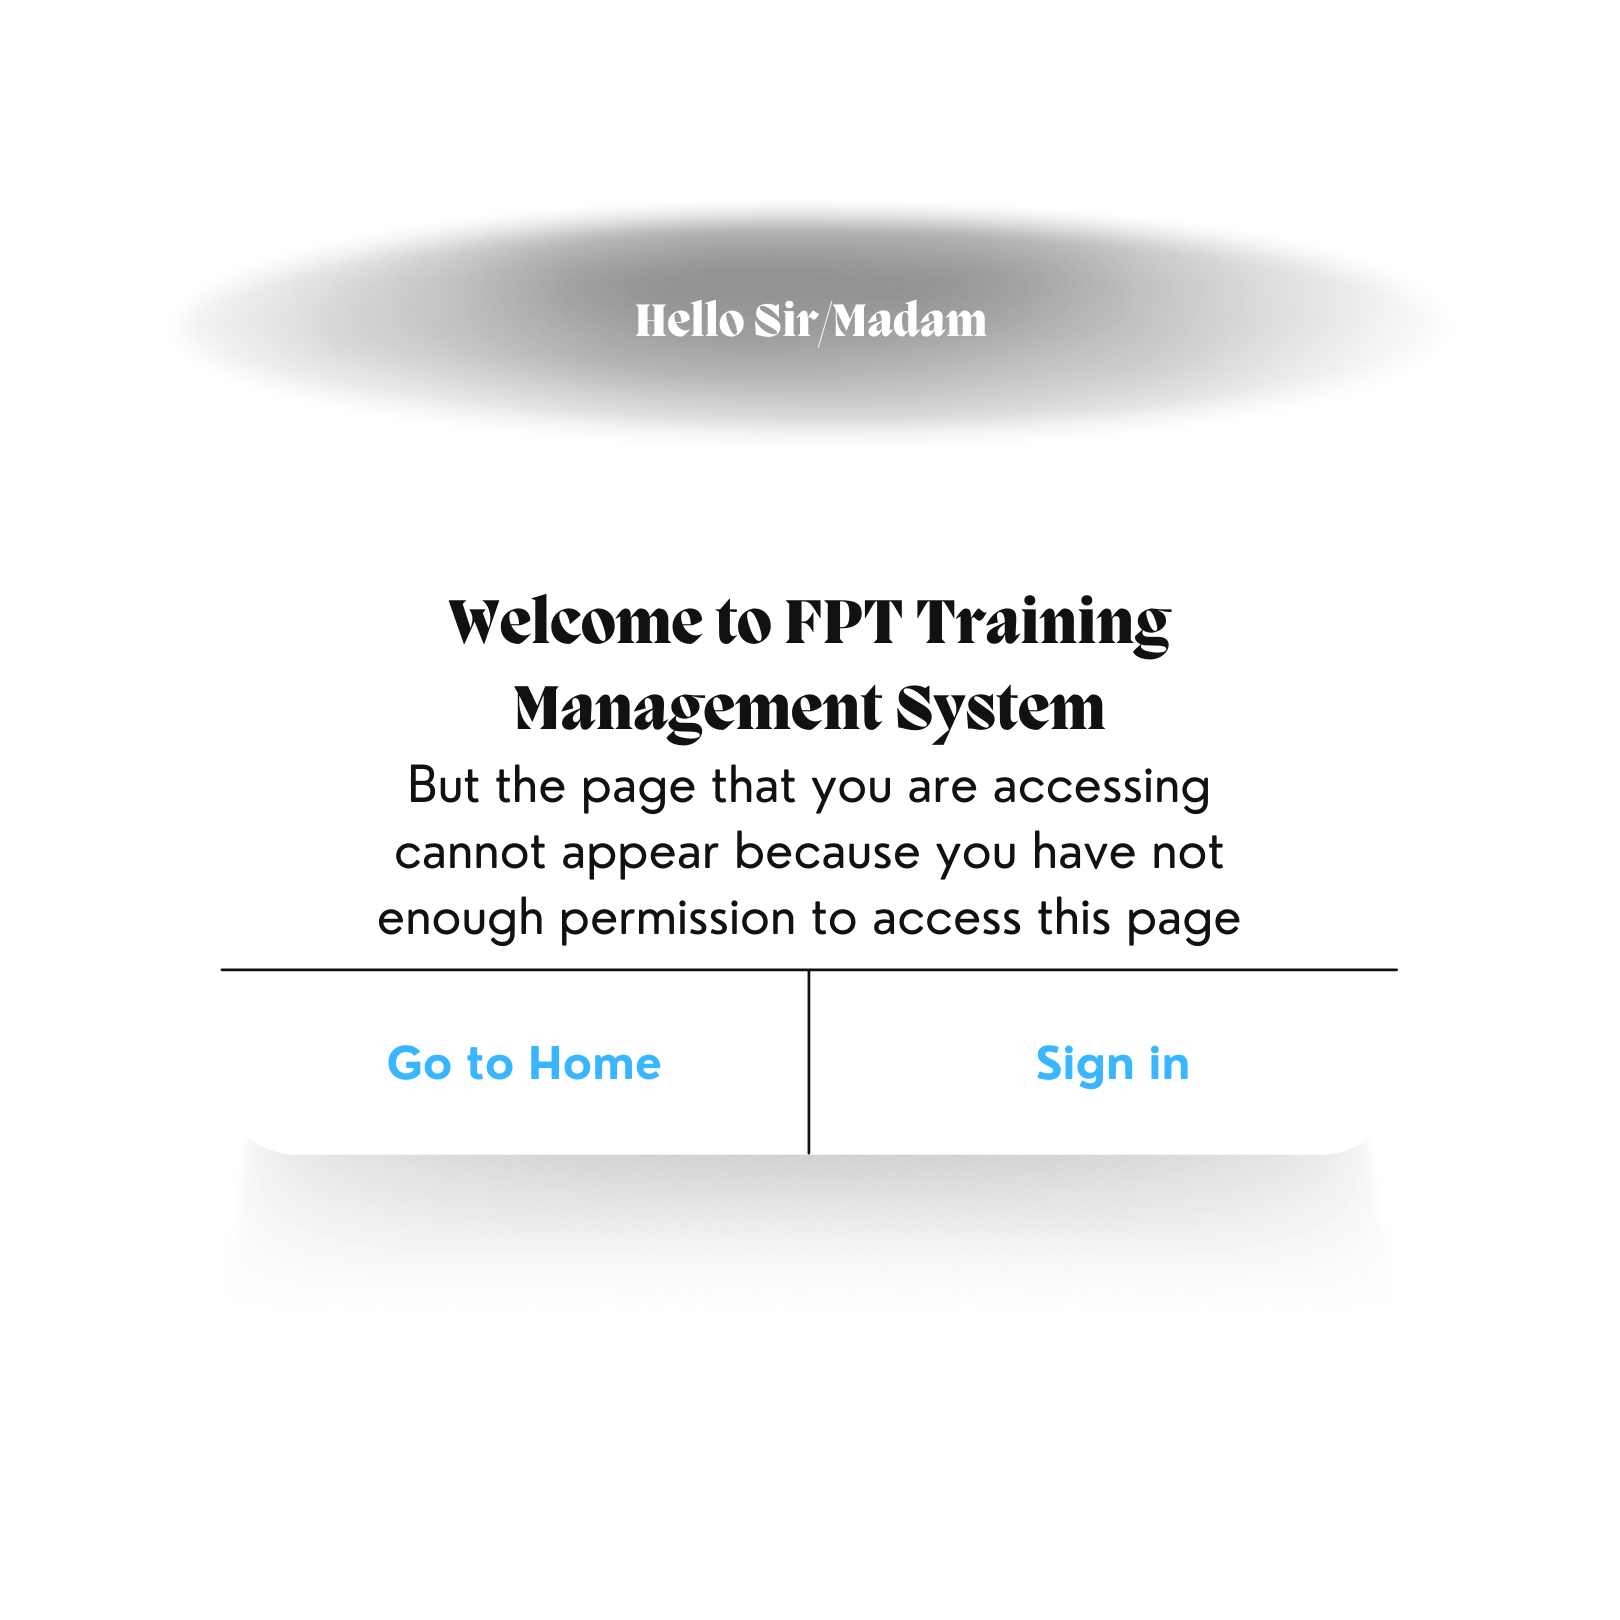 Hello Sir/Madam
Welcome to FPT Training
Management System
But the page that you are accessing
cannot appear because you have not
enough permission to access this page
Go to Home
Sign in